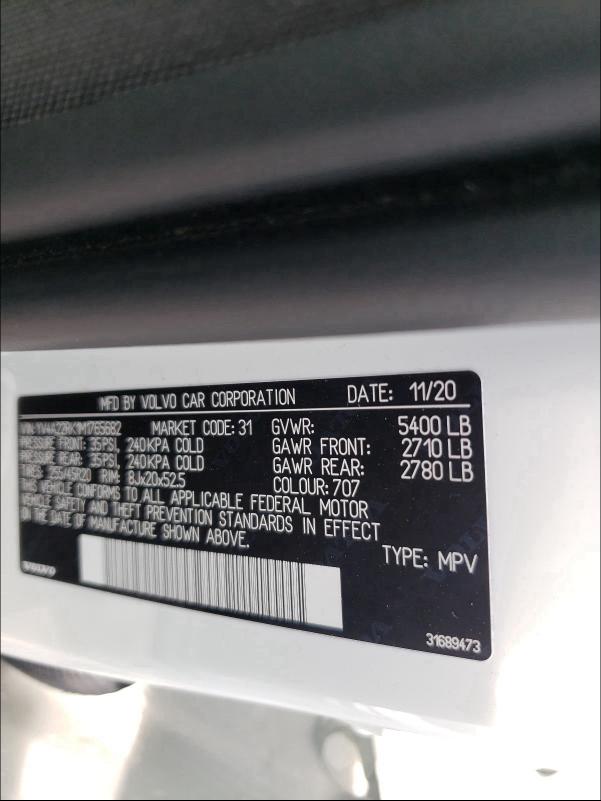 MFD BY VOLVO CAR CORPORATION DATE: 11/20
VIN: YV4A22RK1M1765682 MARKET CODE: 31 GVWR: 5400 LB
PRESSURE FRONT: 35PSI, 240KPA COLD GAWR FRONT: 2710 LB
PRESSURE REAR: 35PSI, 240KPA COLD GAWR REAR: 2780 LB
TIRES 255/45R20 RIM: 8Jx20x52.5 COLOUR: 707
THIS VEHICLE CONFORMS TO ALL APPLICABLE FEDERAL MOTOR
VEHICLE SAFETY AND THEFT PREVENTION STANDARDS IN EFFECT
ON THE DATE OF MANUFACTURE SHOWN ABOVE.
TYPE: MPV
VOLVO
31689473